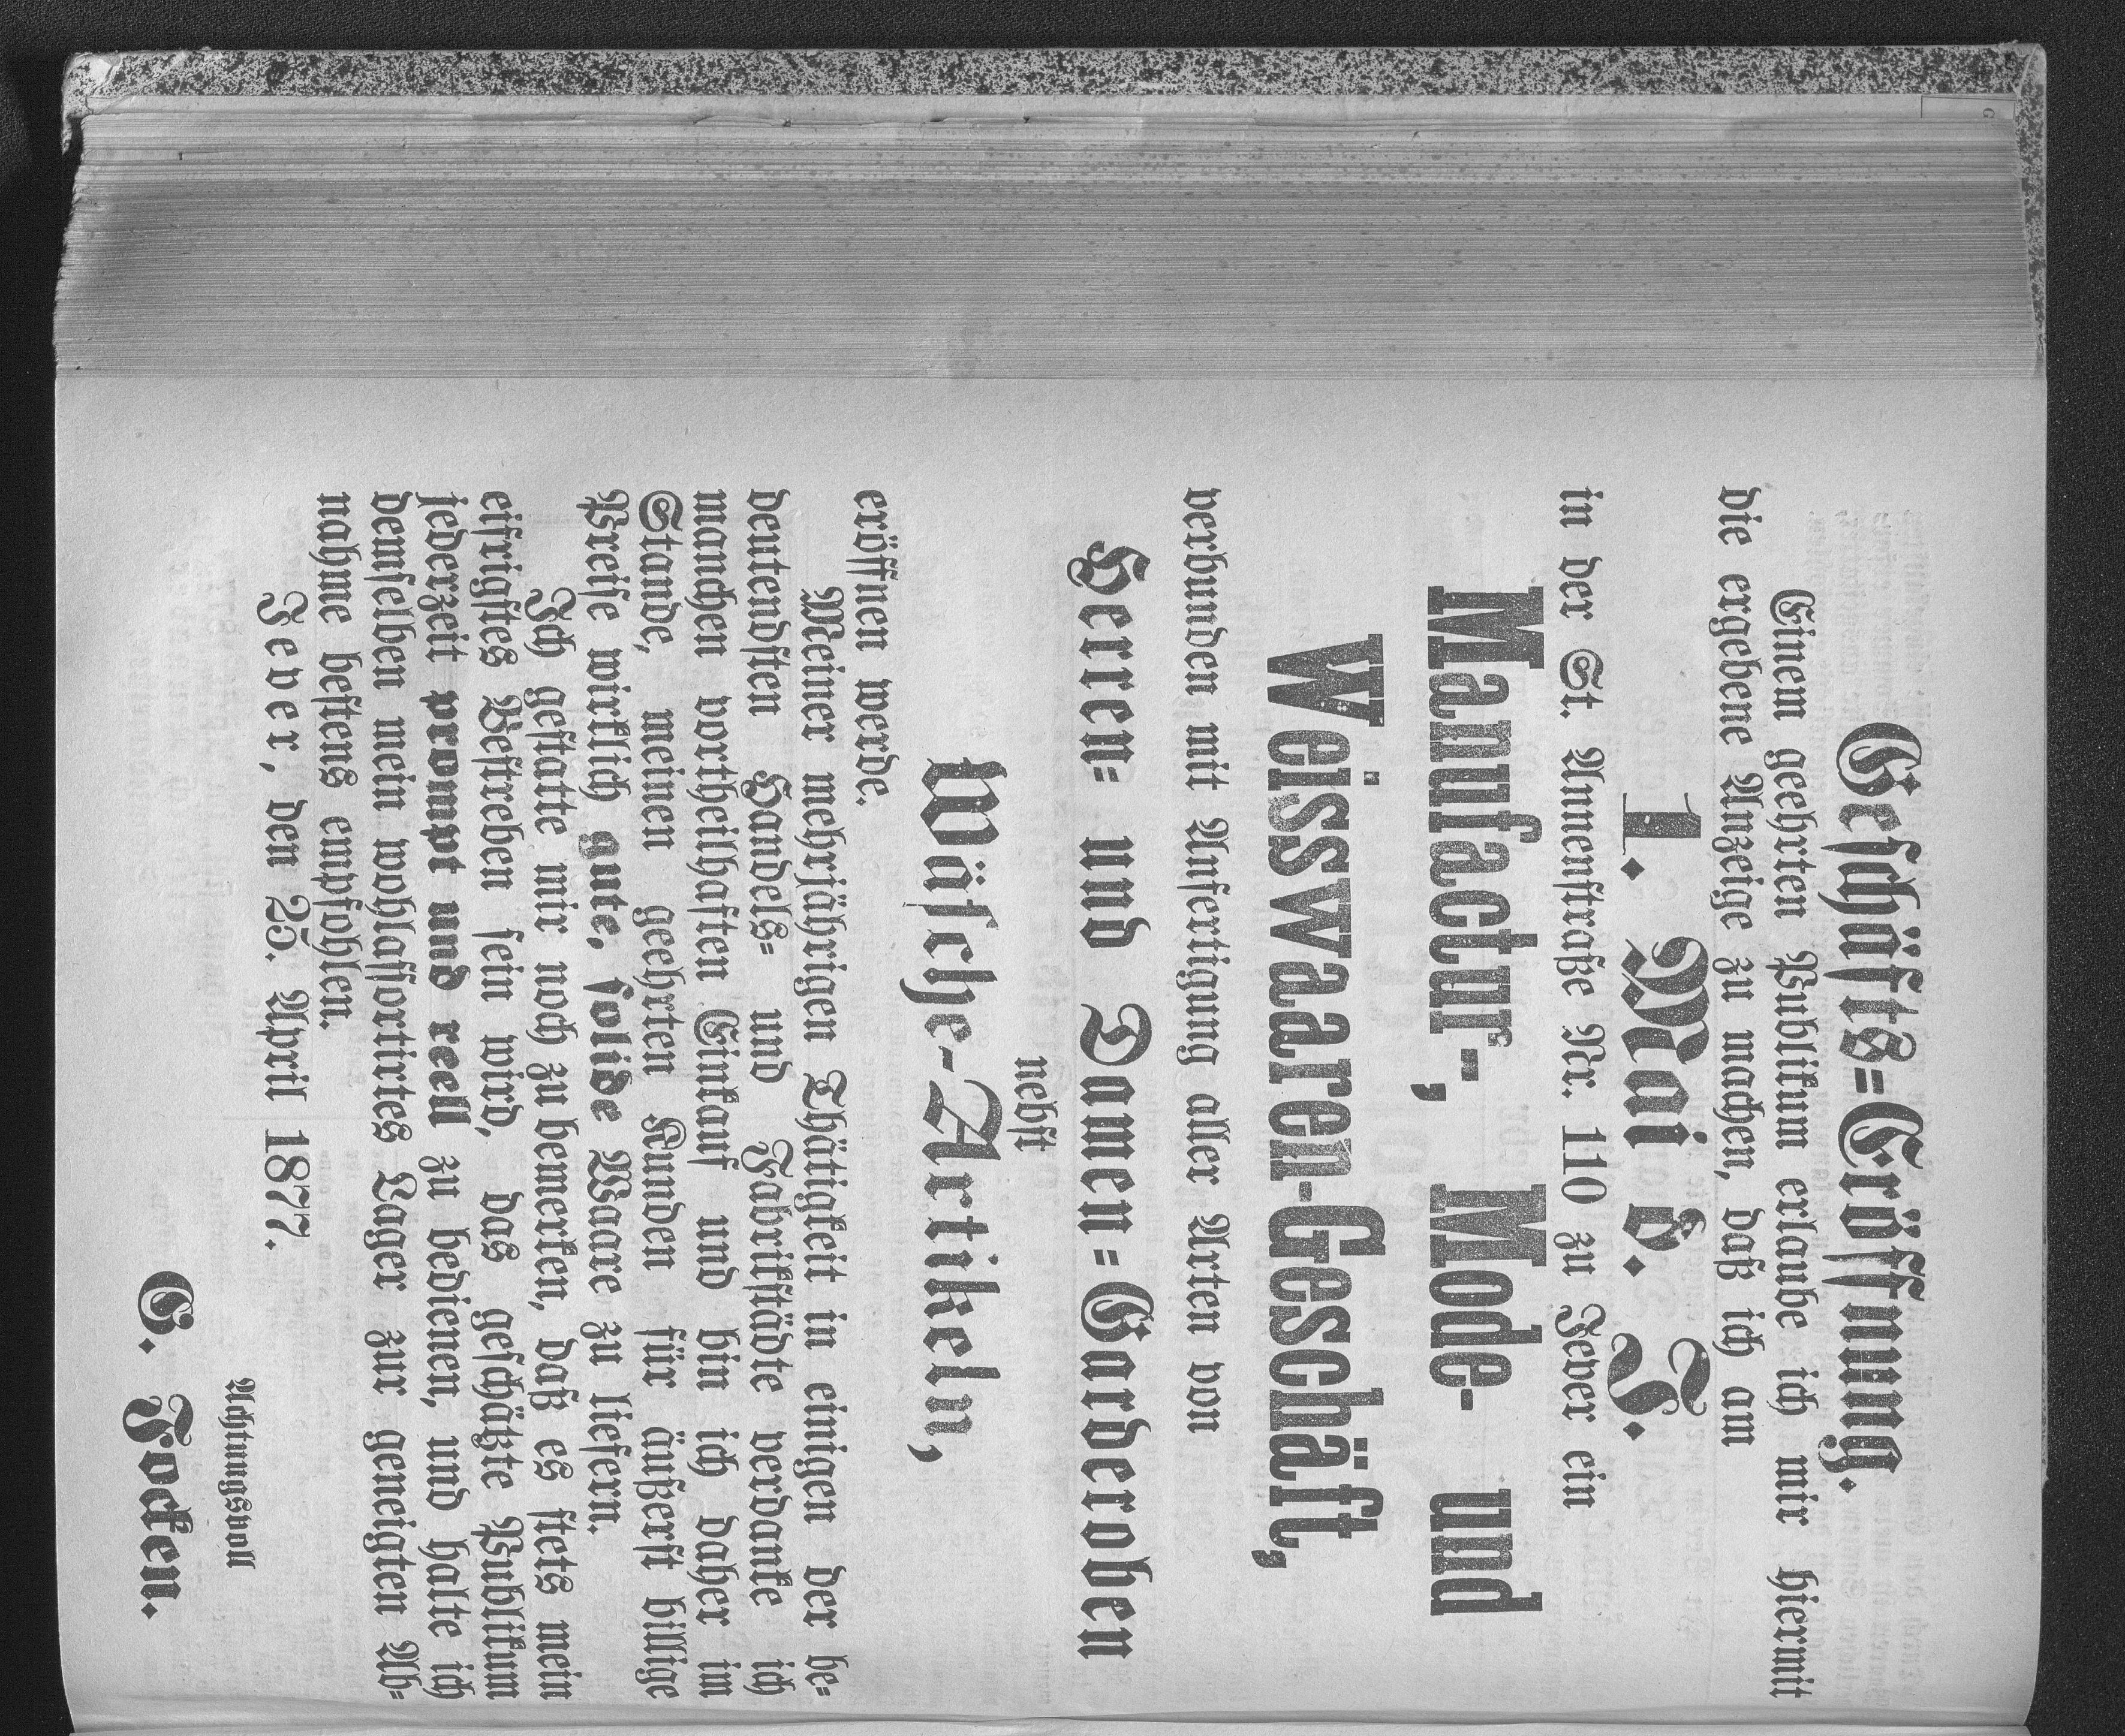 Geschäfts=Eröffnung.
Einem geehrten Publikum erlaube ich mir hiermit
die ergebene Anzeige zu machen, daß ich am
1. Mai d. J.
in der St. Annenstraße Nr. 110 zu Jever ein
Manufactur-, Mode- und
Weisswaaren-Geschäft,
verbunden mit Anfertigung aller Arten von
Herren= und Damen=Garderoben
nebst
Wäsche-Artikeln,
eröffnen werde.
Meiner mehrjährigen Thätigkeit in einigen der be=
deutendsten Handels= und Fabrikstädte verdanke ich
manchen vortheilhaften Einkauf und bin ich daher im
Stande, meinen geehrten Kunden für äußerst billige
Preise wirklich gute, solide Waare zu liefern.
Ich gestatte mir noch zu bemerken, daß es stets mein
eifrigstes Bestreben sein wird, das geschätzte Publikum
jederzeit prompt und reell zu bedienen, und halte ich
demselben mein wohlassortirtes Lager zur geneigten Ab=
nahme bestens empfohlen.
Jever, den 25. April 1877.
Achtungsvoll
C. Focken.